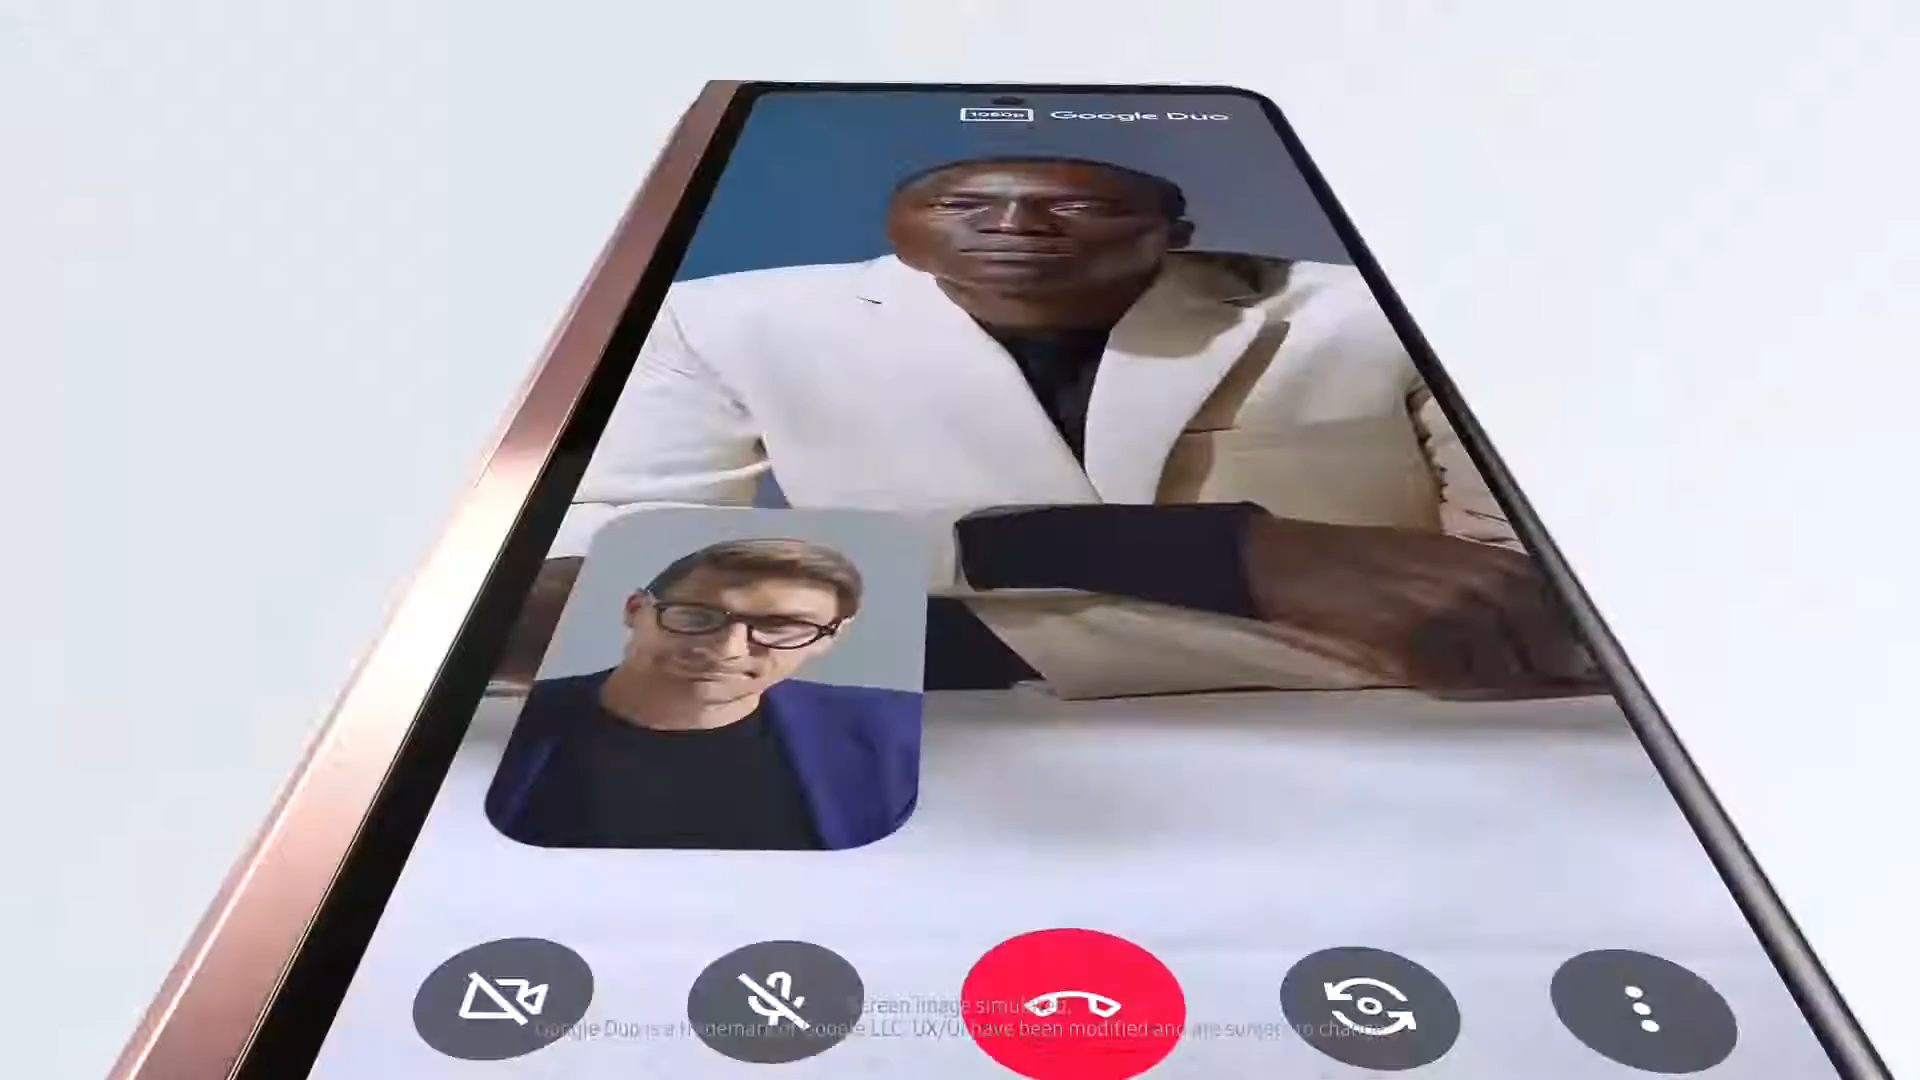 1080p Google Duo
Screen image simulated.
Google Duo is a trademark of Google LLC. UX/UI have been modified and are subject to change.